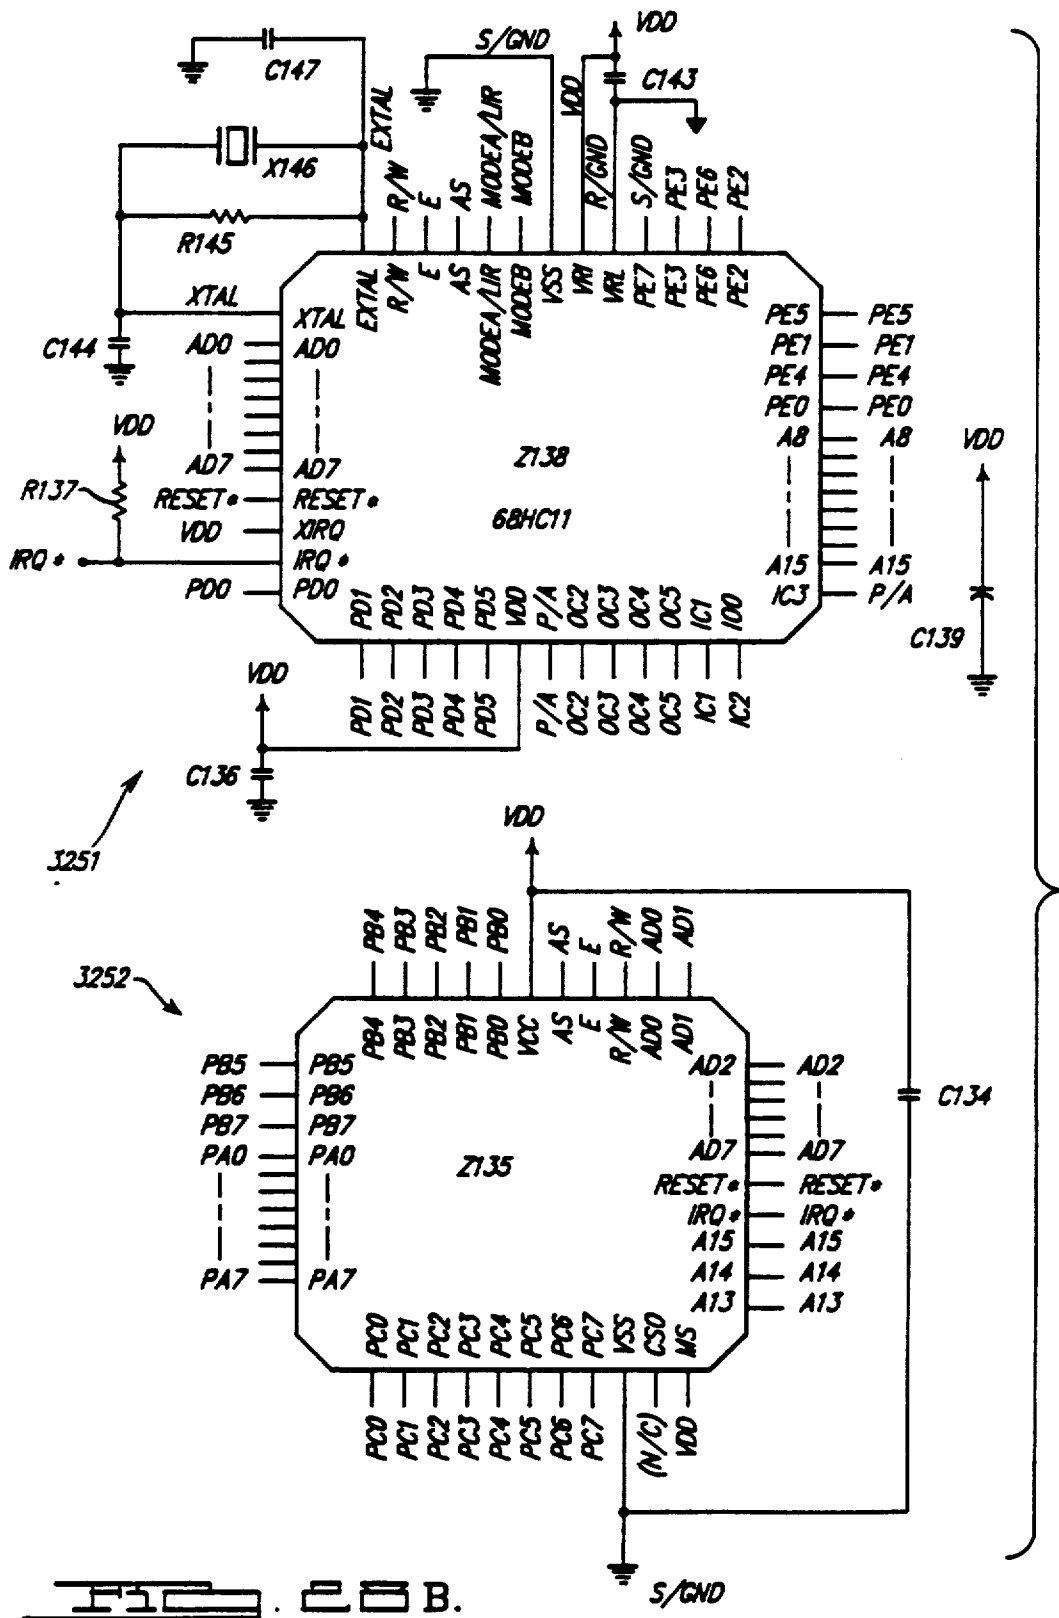 VDD
S/GND
C147
C143
EXTAL
VDD
X146
R/W
E
AS
MODEA/LIR
MODEB
R/GND
S/GND
PE3
PE6
PE2
R145
EXTAL
R/W
E
AS
MODEA/LIR
MODEB
VSS
VRL
PE7
PE3
PE6
PE2
XTAL
XTAL
PE5
PE5
C144
AD0
AD0
PE1
PE1
PE4
PE4
PE0
PE0
VDD
A8
A8
VDD
AD7
AD7
Z138
R137
RESET*
RESET*
68HC11
VDD
XIRQ
IRQ *
IRQ *
A15
A15
PD0
PD0
IC3
P/A
PD1
PD2
PD3
PD4
PD5
VDD
P/A
OC2
OC3
OC4
OC5
IC1
C139
VDD
PD1
PD2
PD3
PD4
PD5
P/A
OC2
OC3
OC4
OC5
IC1
IC2
C136
3251
VDD
PB4
PB3
PB2
PB1
PB0
AS
E
R/W
AD0
AD1
3252
PB4
PB3
PB2
PB1
PB0
VCC
AS
E
R/W
AD0
AD1
PB5
PB5
AD2
AD2
PB6
PB6
C134
PB7
PB7
PA0
PA0
Z135
AD7
AD7
RESET*
RESET*
IRQ *
IRQ *
A15
A15
PA7
PA7
A14
A14
A13
A13
PC0
PC1
PC2
PC3
PC4
PC5
PC6
PC7
VSS
CSO
MS
PC0
PC1
PC2
PC3
PC4
PC5
PC6
PC7
(N/C)
VDD
S/GND
B.